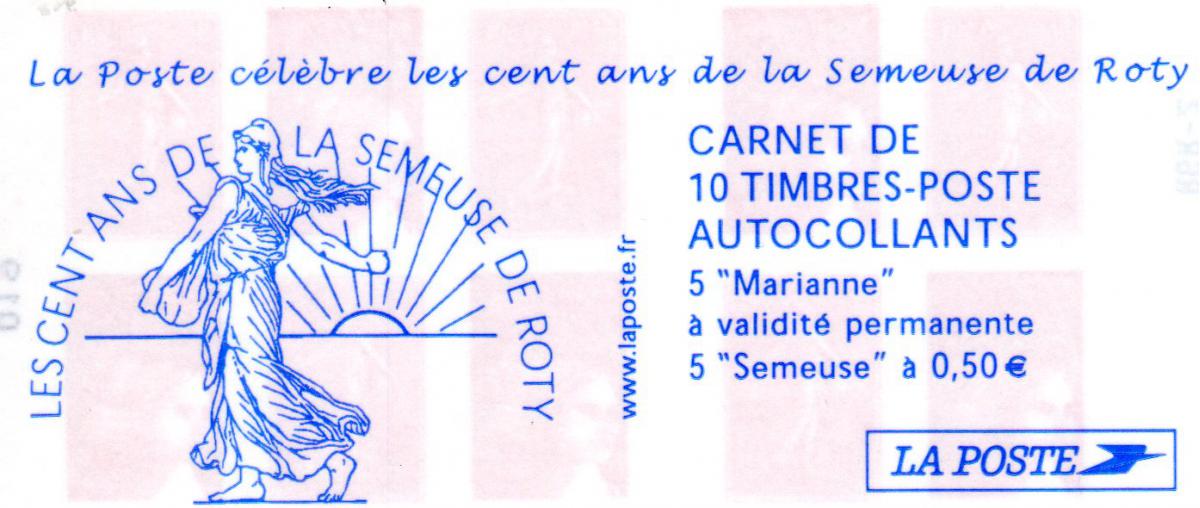 La Poste célèbre les cent ans de la Semeuse de Roty
LES CENT ANS DE LA SEMEUSE DE ROTY
www.laposte.fr
CARNET DE
10 TIMBRES-POSTE
AUTOCOLLANTS
5 "Marianne"
à validité permanente
5 "Semeuse" à 0,50 €
LA POSTE